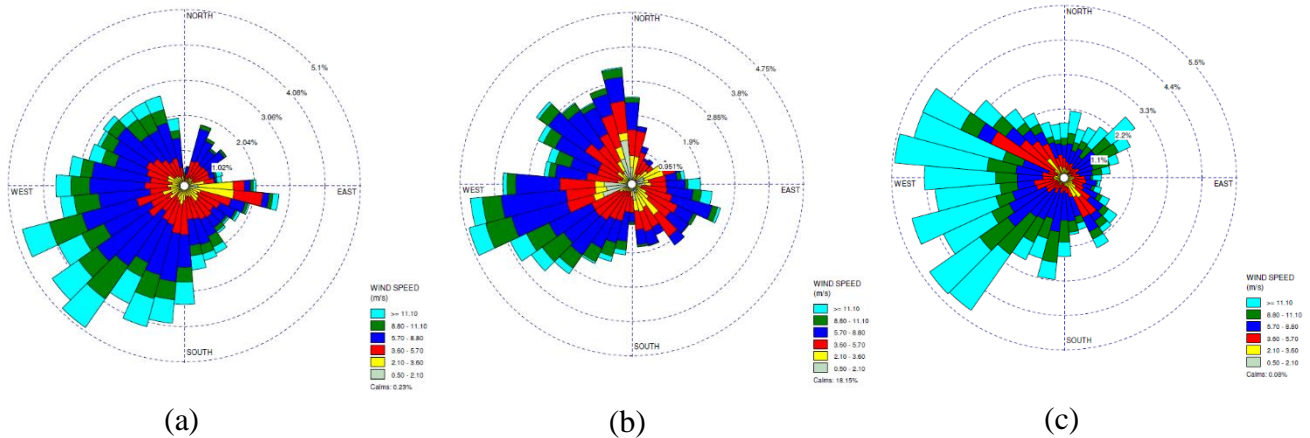 NORTH
5.1%
4.08%
3.06%
2.04%
1.02%
WEST
EAST
SOUTH
WIND SPEED
(m/s)
>= 11.10
8.80 - 11.10
5.70 - 8.80
3.60 - 5.70
2.10 - 3.60
0.50 - 2.10
Calms: 0.23%
(a)
NORTH
4.75%
3.8%
2.85%
1.9%
0.951%
WEST
EAST
SOUTH
WIND SPEED
(m/s)
>= 11.10
8.80 - 11.10
5.70 - 8.80
3.60 - 5.70
2.10 - 3.60
0.50 - 2.10
Calms: 18.15%
(b)
NORTH
5.5%
4.4%
3.3%
2.2%
1.1%
WEST
EAST
SOUTH
WIND SPEED
(m/s)
>= 11.10
8.80 - 11.10
5.70 - 8.80
3.60 - 5.70
2.10 - 3.60
0.50 - 2.10
Calms: 0.08%
(c)